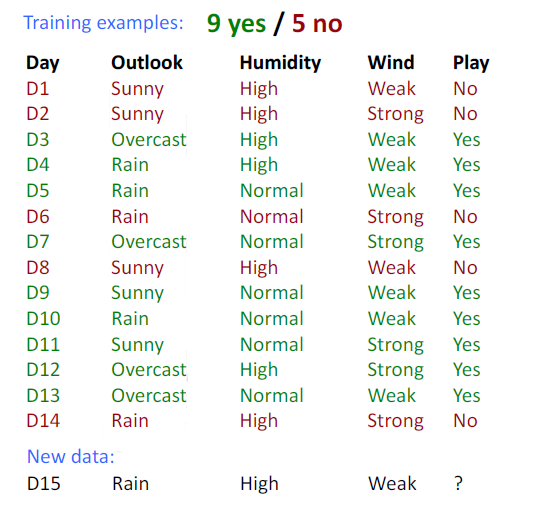 Training examples: 9 yes / 5 no
Day Outlook Humidity Wind Play
D1 Sunny High Weak No
D2 Sunny High Strong No
D3 Overcast High Weak Yes
D4 Rain High Weak Yes
D5 Rain Normal Weak Yes
D6 Rain Normal Strong No
D7 Overcast Normal Strong Yes
D8 Sunny High Weak No
D9 Sunny Normal Weak Yes
D10 Rain Normal Weak Yes
D11 Sunny Normal Strong Yes
D12 Overcast High Strong Yes
D13 Overcast Normal Weak Yes
D14 Rain High Strong No
New data:
D15 Rain High Weak ?